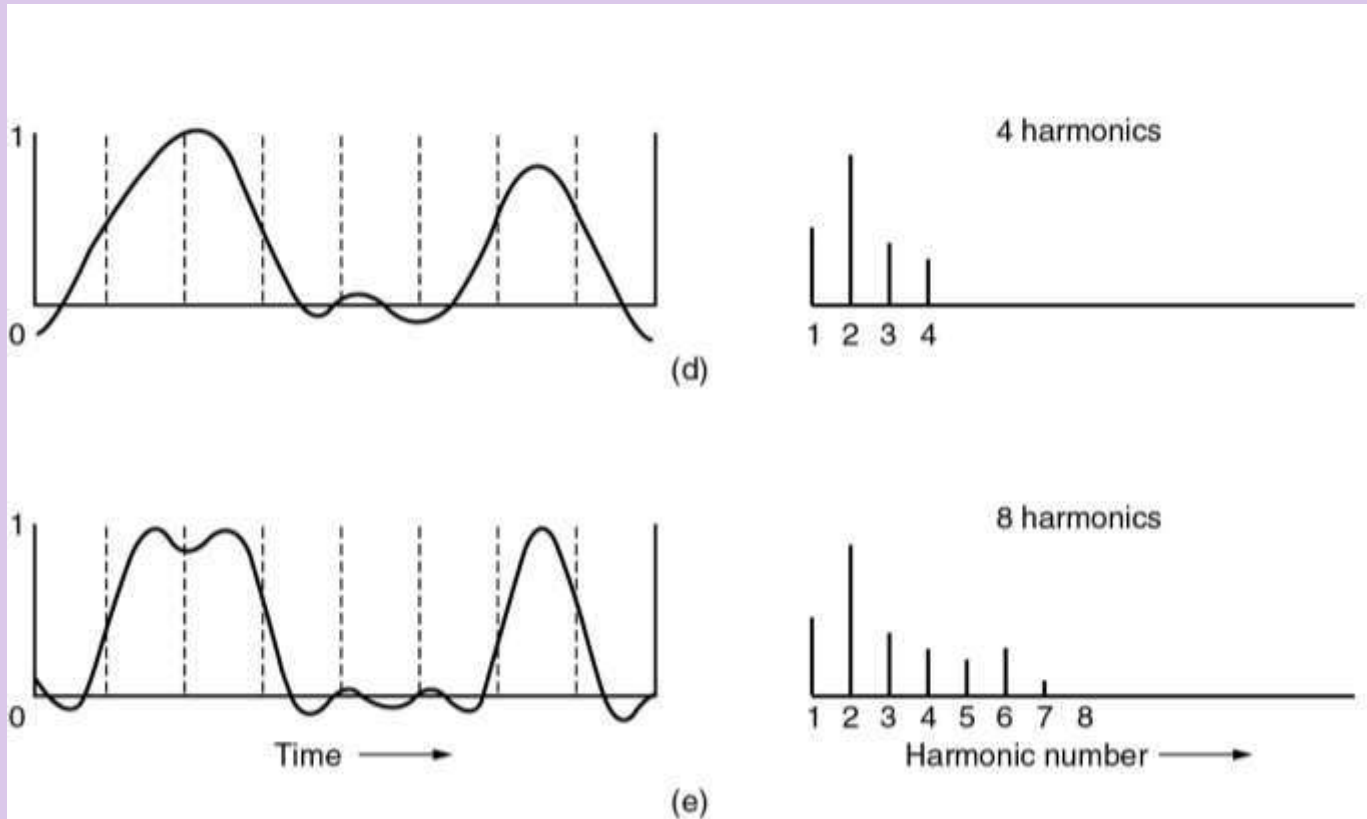 1
0
4 harmonics
1 2 3 4
(d)
1
0
8 harmonics
1 2 3 4 5 6 7 8
Time
Harmonic number
(e)